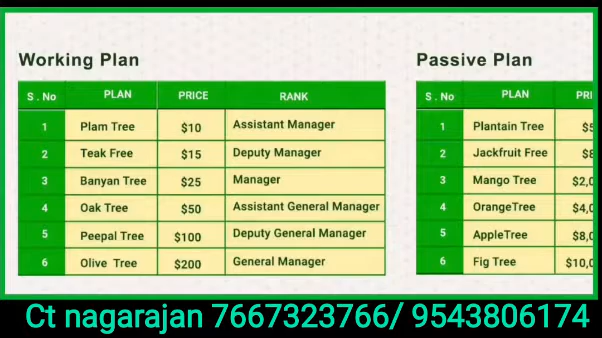 Working Plan
S . No PLAN PRICE RANK
1 Plam Tree $10 Assistant Manager
2 Teak Free $15 Deputy Manager
3 Banyan Tree $25 Manager
4 Oak Tree $50 Assistant General Manager
5 Peepal Tree $100 Deputy General Manager
6 Olive Tree $200 General Manager
Passive Plan
S . No PLAN
1 Plantain Tree
2 Jackfruit Free
3 Mango Tree
4 OrangeTree
5 AppleTree
6 Fig Tree
Ct nagarajan 7667323766/ 9543806174